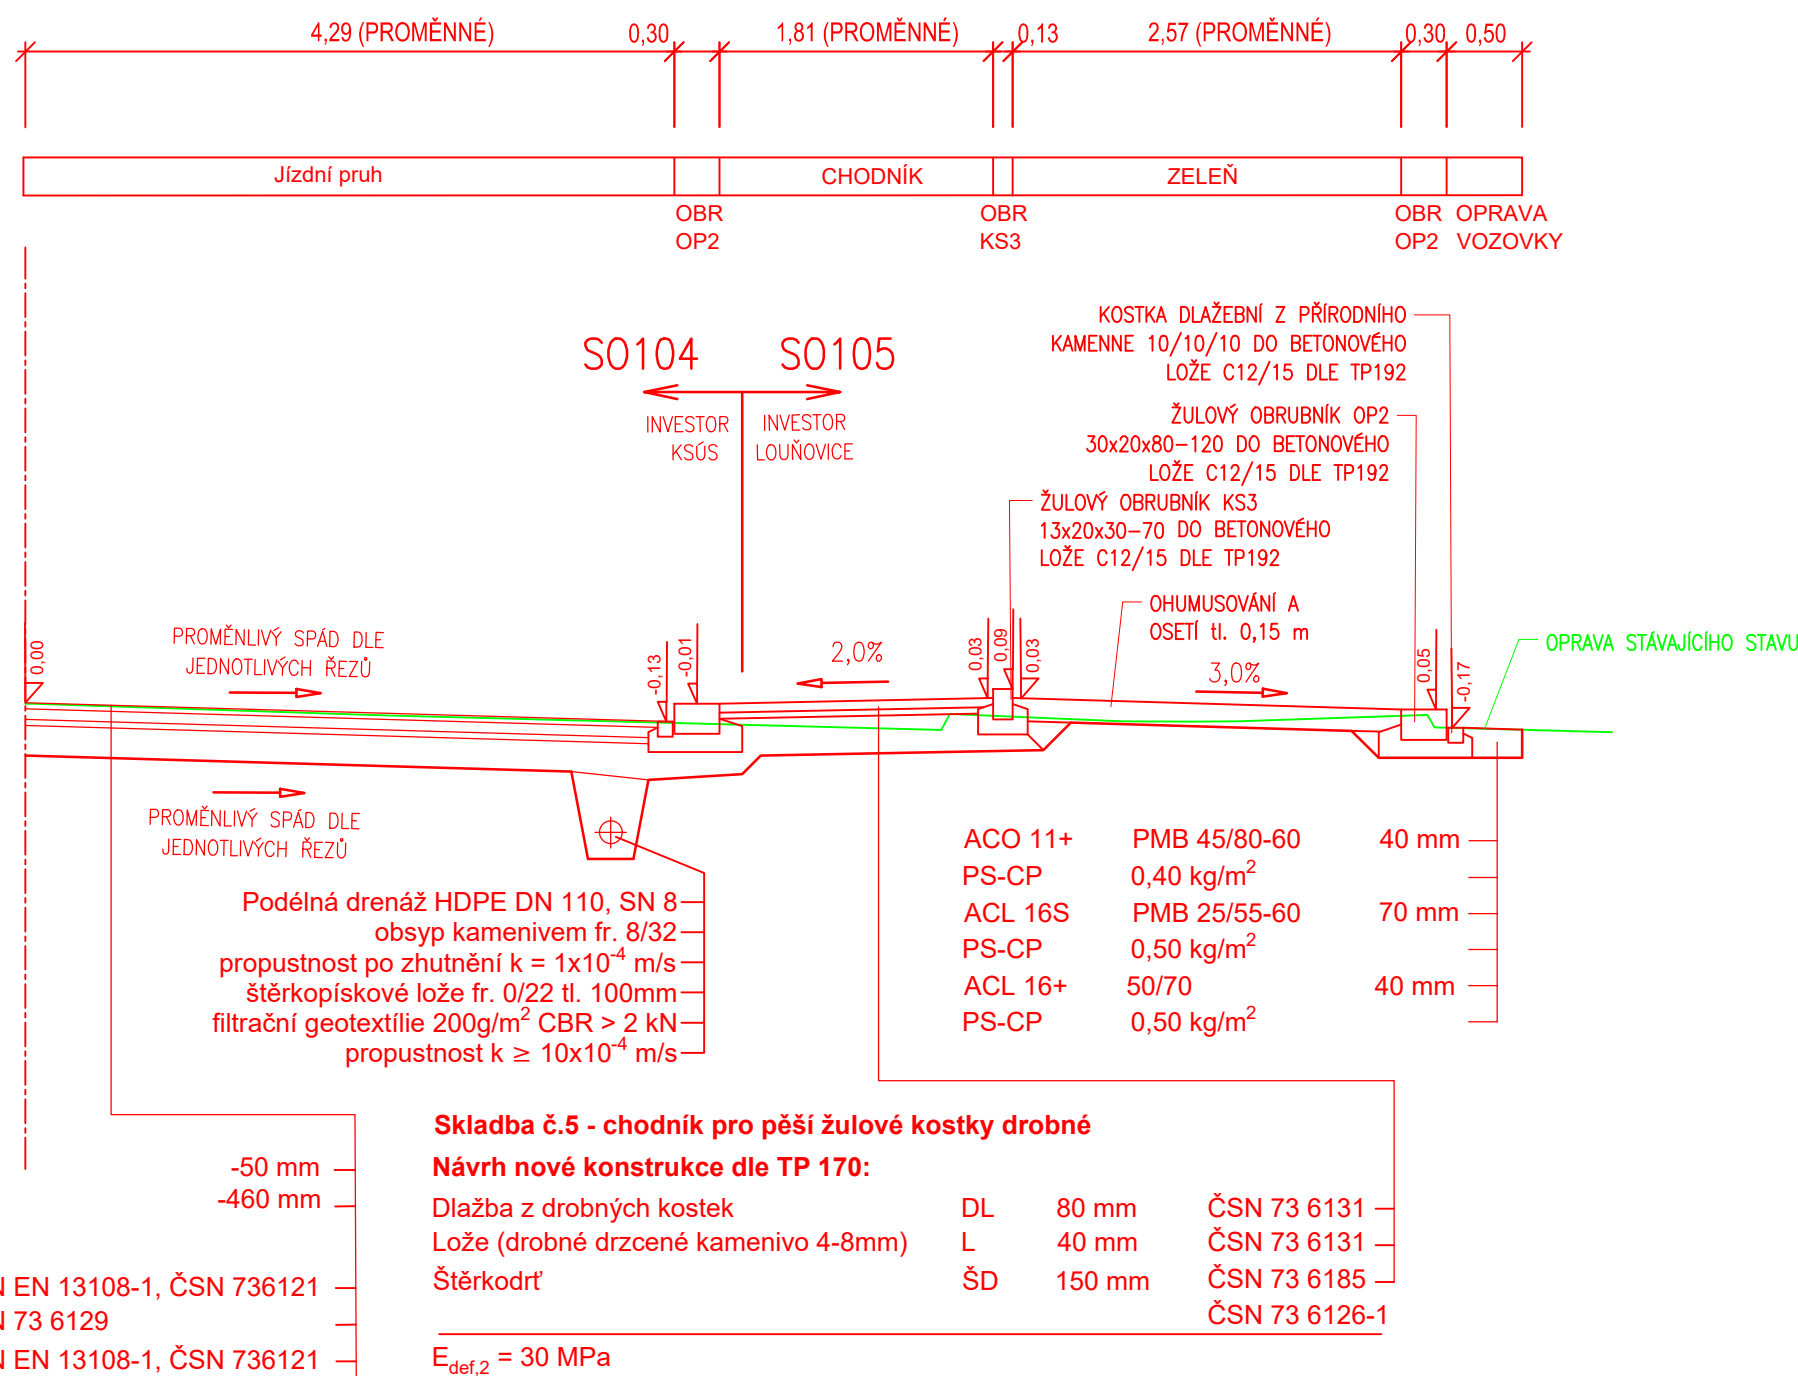 4,29 (PROMĚNNÉ) 0,30 1,81 (PROMĚNNÉ) 0,13 2,57 (PROMĚNNÉ) 0,30 0,50
Jízdní pruh CHODNÍK ZELEŇ
OBR OBR OBR OPRAVA
OP2 KS3 OP2 VOZOVKY
KOSTKA DLAŽEBNÍ Z PŘÍRODNÍHO
KAMENNE 10/10/10 DO BETONOVÉHO
LOŽE C12/15 DLE TP192
SO104 SO105
INVESTOR INVESTOR
KSÚS LOUŇOVICE
ŽULOVÝ OBRUBNÍK OP2
30x20x80-120 DO BETONOVÉHO
LOŽE C12/15 DLE TP192
ŽULOVÝ OBRUBNÍK KS3
13x20x30-70 DO BETONOVÉHO
LOŽE C12/15 DLE TP192
OHUMUSOVÁNÍ A
OSETÍ tl. 0,15 m
OPRAVA STÁVAJÍCÍHO STAVU
PROMĚNLIVÝ SPÁD DLE
JEDNOTLIVÝCH ŘEZŮ
0,00
-0,13
-0,01
2,0%
0,03
0,09
0,03
3,0%
0,05
-0,17
PROMĚNLIVÝ SPÁD DLE
JEDNOTLIVÝCH ŘEZŮ
Podélná drenáž HDPE DN 110, SN 8
obsyp kamenivem fr. 8/32
propustnost po zhutnění k = 1x10⁻⁴ m/s
štěrkopískové lože fr. 0/22 tl. 100mm
filtrační geotextílie 200g/m² CBR > 2 kN
propustnost k ≥ 10x10⁻⁴ m/s
ACO 11+ PMB 45/80-60 40 mm
PS-CP 0,40 kg/m²
ACL 16S PMB 25/55-60 70 mm
PS-CP 0,50 kg/m²
ACL 16+ 50/70 40 mm
PS-CP 0,50 kg/m²
-50 mm
-460 mm
EN 13108-1, ČSN 736121
73 6129
EN 13108-1, ČSN 736121
Skladba č.5 - chodník pro pěší žulové kostky drobné
Návrh nové konstrukce dle TP 170:
Dlažba z drobných kostek DL 80 mm ČSN 73 6131
Lože (drobné drzcené kamenivo 4-8mm) L 40 mm ČSN 73 6131
Štěrkodrť ŠD 150 mm ČSN 73 6185
ČSN 73 6126-1
Edef,2 = 30 MPa